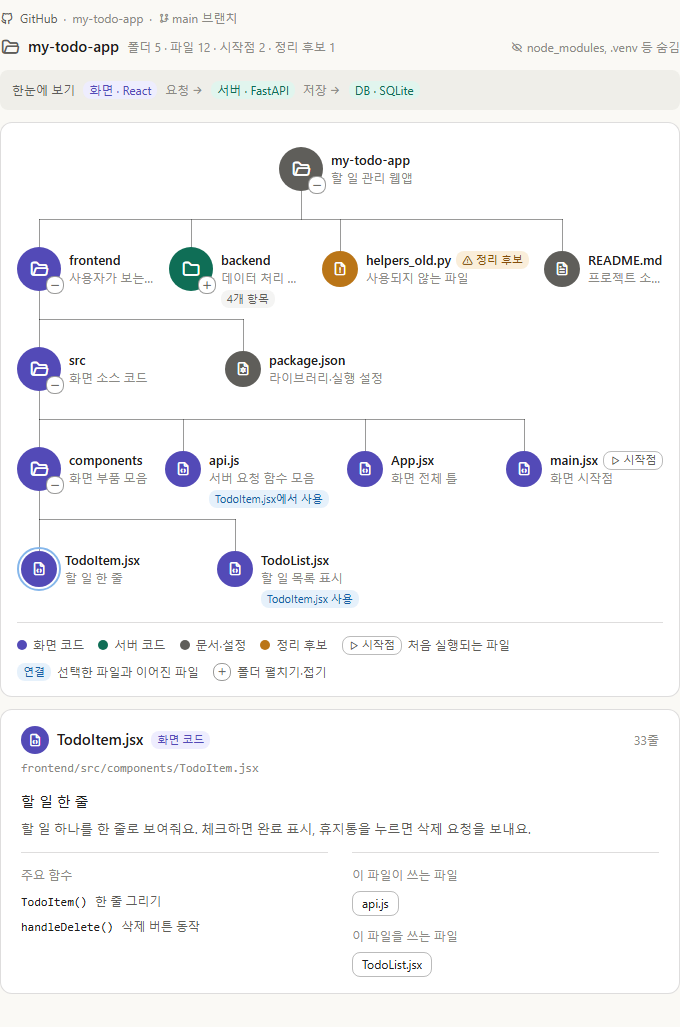 GitHub · my-todo-app · main 브랜치
my-todo-app 폴더 5 · 파일 12 · 시작점 2 · 정리 후보 1 node_modules, .venv 등 숨김
한눈에 보기 화면 · React 요청 → 서버 · FastAPI 저장 → DB · SQLite
my-todo-app
할 일 관리 웹앱
frontend
사용자가 보는...
backend
데이터 처리 ...
4개 항목
helpers_old.py 정리 후보
사용되지 않는 파일
README.md
프로젝트 소...
src
화면 소스 코드
package.json
라이브러리·실행 설정
components
화면 부품 모음
api.js
서버 요청 함수 모음
TodoItem.jsx에서 사용
App.jsx
화면 전체 틀
main.jsx 시작점
화면 시작점
TodoItem.jsx
할 일 한 줄
TodoList.jsx
할 일 목록 표시
TodoItem.jsx 사용
화면 코드 서버 코드 문서·설정 정리 후보 시작점 처음 실행되는 파일
연결 선택한 파일과 이어진 파일 + 폴더 펼치기·접기
TodoItem.jsx 화면 코드 33줄
frontend/src/components/TodoItem.jsx
할 일 한 줄
할 일 하나를 한 줄로 보여줘요. 체크하면 완료 표시, 휴지통을 누르면 삭제 요청을 보내요.
주요 함수
TodoItem() 한 줄 그리기
handleDelete() 삭제 버튼 동작
이 파일이 쓰는 파일
api.js
이 파일을 쓰는 파일
TodoList.jsx